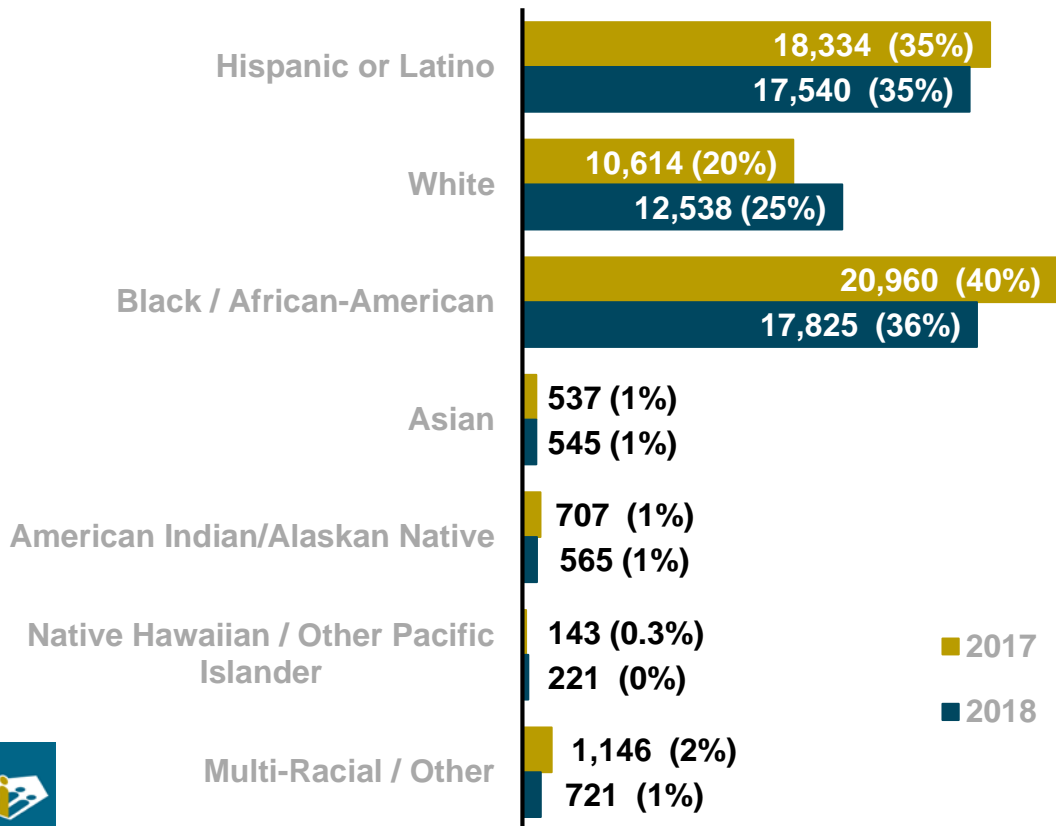 Hispanic or Latino
18,334 (35%)
17,540 (35%)
White
10,614 (20%)
12,538 (25%)
Black / African-American
20,960 (40%)
17,825 (36%)
Asian
537 (1%)
545 (1%)
American Indian/Alaskan Native
707 (1%)
565 (1%)
Native Hawaiian / Other Pacific
Islander
143 (0.3%)
221 (0%)
2017
2018
Multi-Racial / Other
1,146 (2%)
721 (1%)